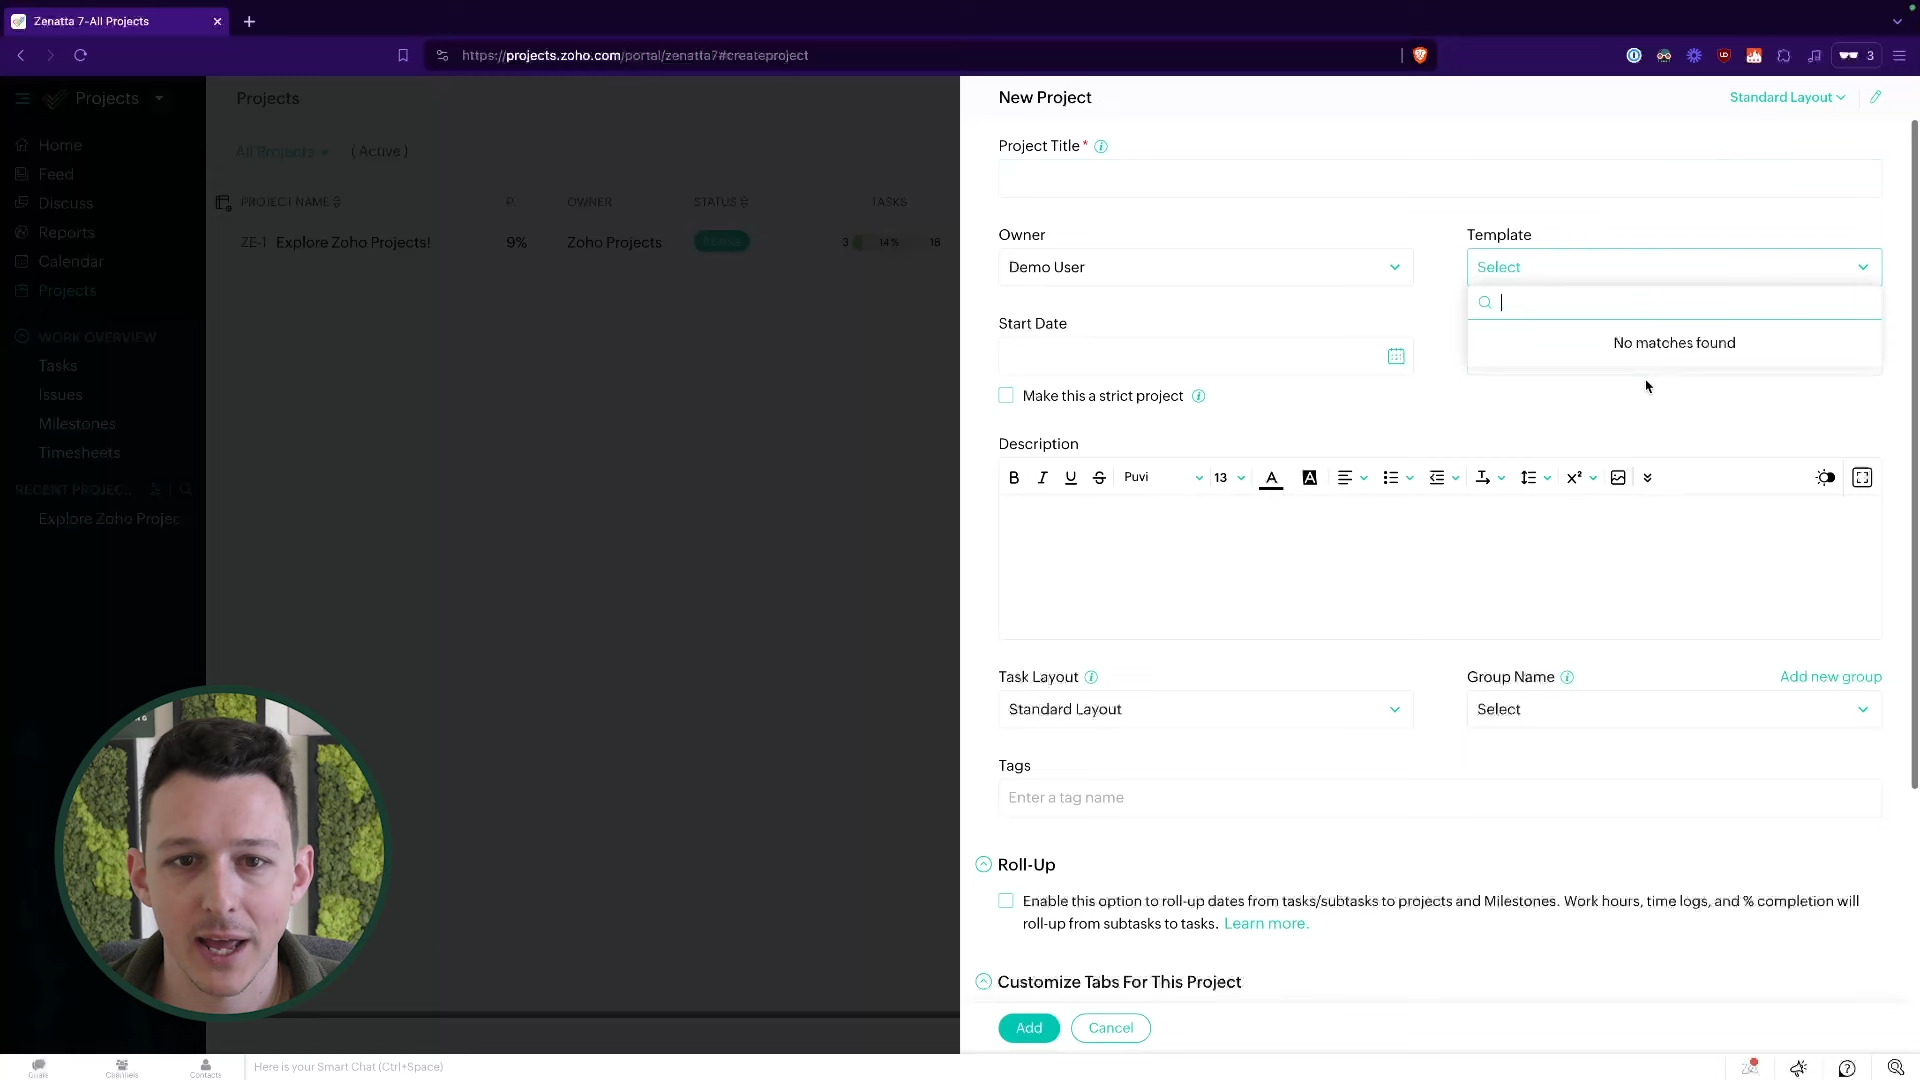 Zenatta 7-All Projects
https://projects.zoho.com/portal/zenatta7#createproject
3
Projects
Home
Feed
Discuss
Reports
Calendar
Projects
WORK OVERVIEW
Tasks
Issues
Milestones
Timesheets
RECENT PROJEC...
Explore Zoho Projec
Projects
All Projects
( Active )
PROJECT NAME
OWNER
STATUS
TASKS
ZE-1 Explore Zoho Projects!
9%
Zoho Projects
Active
3
14%
18
New Project
Standard Layout
Project Title *
Owner
Template
Demo User
Select
No matches found
Start Date
Make this a strict project
Description
B I U S Puvi 13 A A
Task Layout
Group Name
Add new group
Standard Layout
Select
Tags
Enter a tag name
Roll-Up
Enable this option to roll-up dates from tasks/subtasks to projects and Milestones. Work hours, time logs, and % completion will
roll-up from subtasks to tasks. Learn more.
Customize Tabs For This Project
Add
Cancel
Channels
Contacts
Here is your Smart Chat (Ctrl+Space)